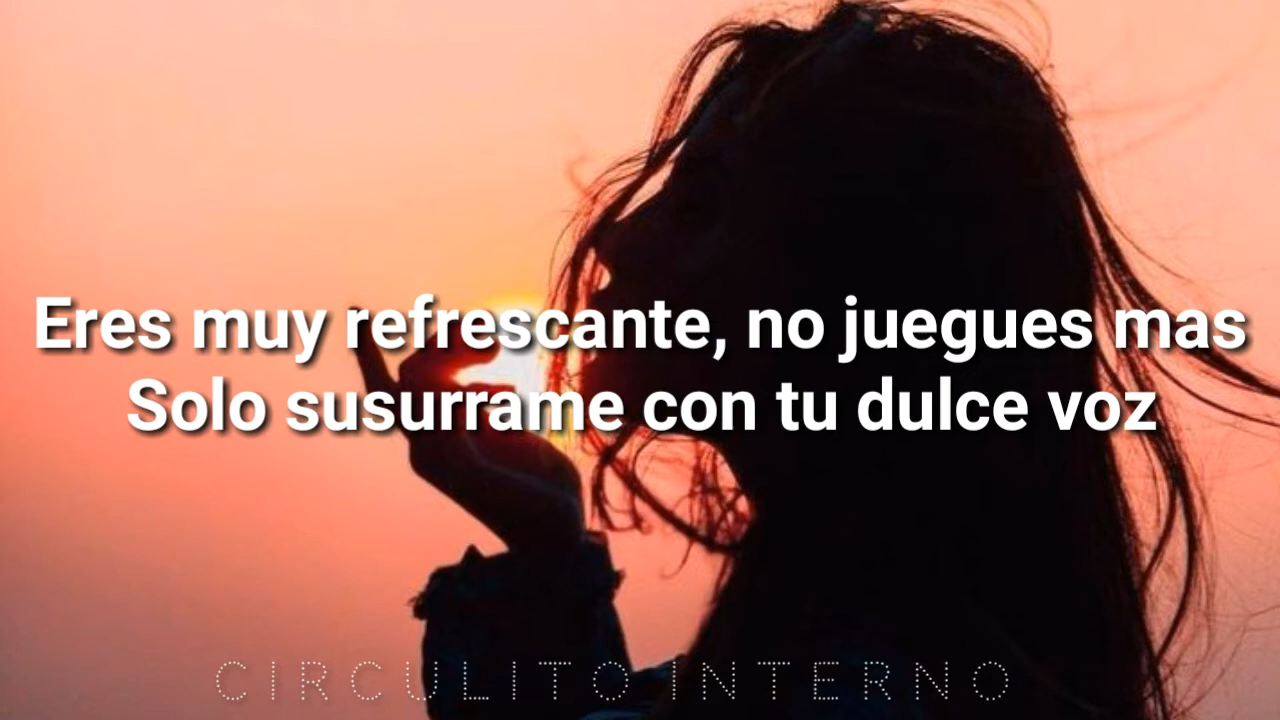 Eres muy refrescante, no juegues mas
Solo susurrame con tu dulce voz
CIRCULITO INTERNO